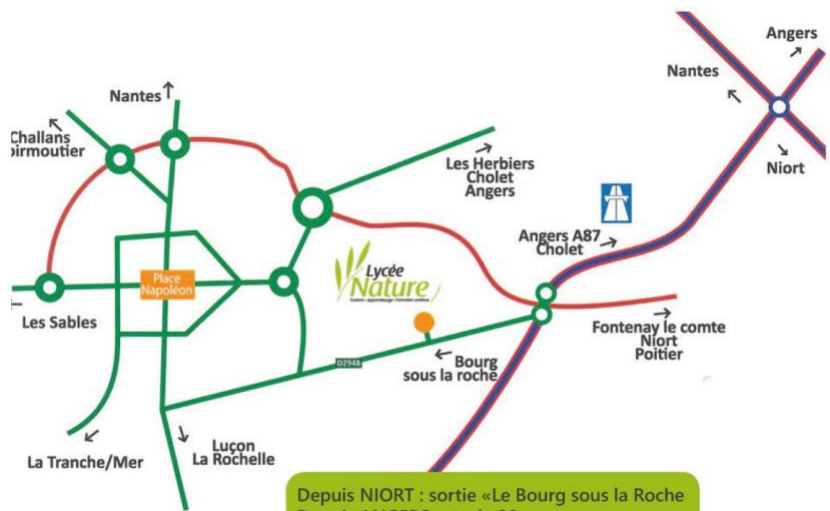 Angers
Nantes
Niort
Nantes
Challans
Les Herbiers
Cholet
Angers
Angers A87
Cholet
Lycée
Nature
Place
Napoléon
Les Sables
Fontenay le comte
Niort
Poitier
D2948
Bourg
sous la roche
La Tranche/Mer
Luçon
La Rochelle
Depuis NIORT : sortie «Le Bourg sous la Roche